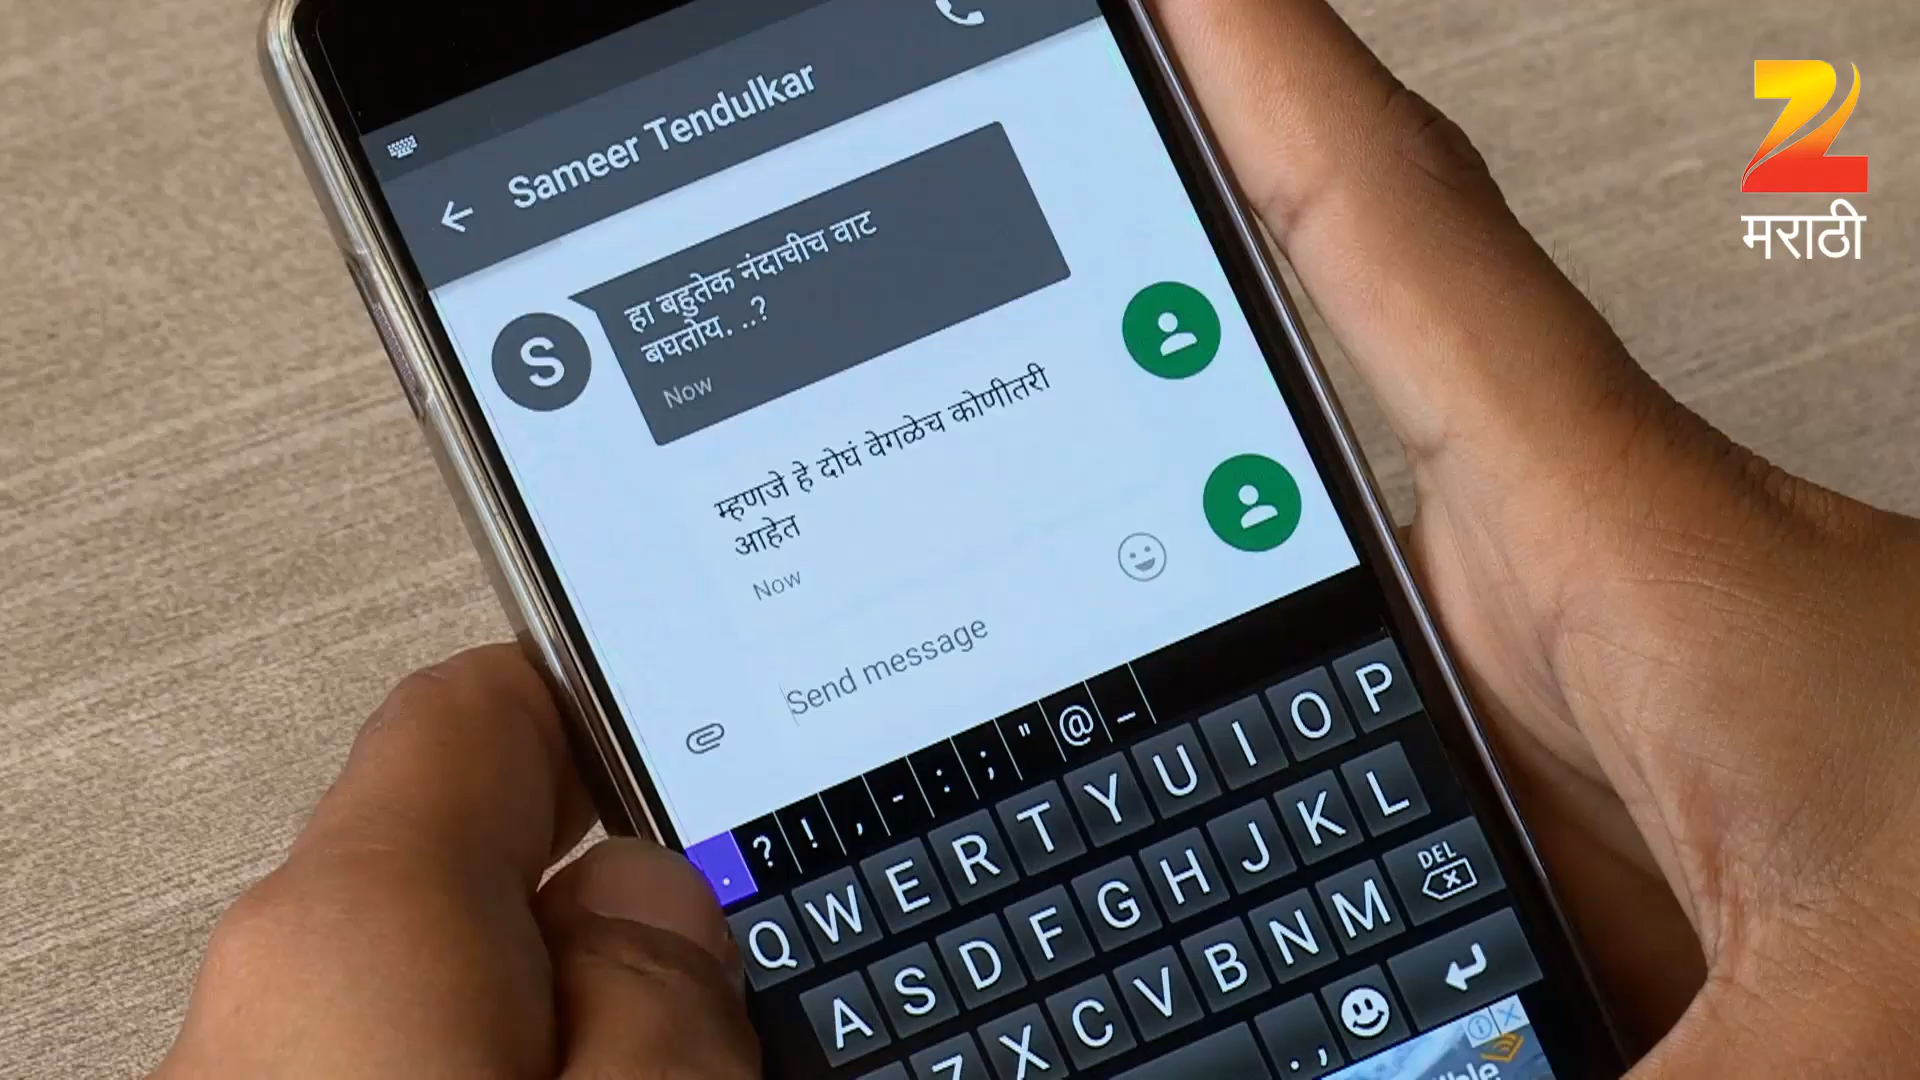 Sameer Tendulkar
मराठी
S
हा बहुतेक नंदाचीच वाट
बघतोय. ..?
Now
म्हणजे हे दोघं वेगळेच कोणीतरी
आहेत
Now
Send message
. ? ! , - : ; " @ _
Q W E R T Y U I O P
A S D F G H J K L
Z X C V B N M DEL
. ,